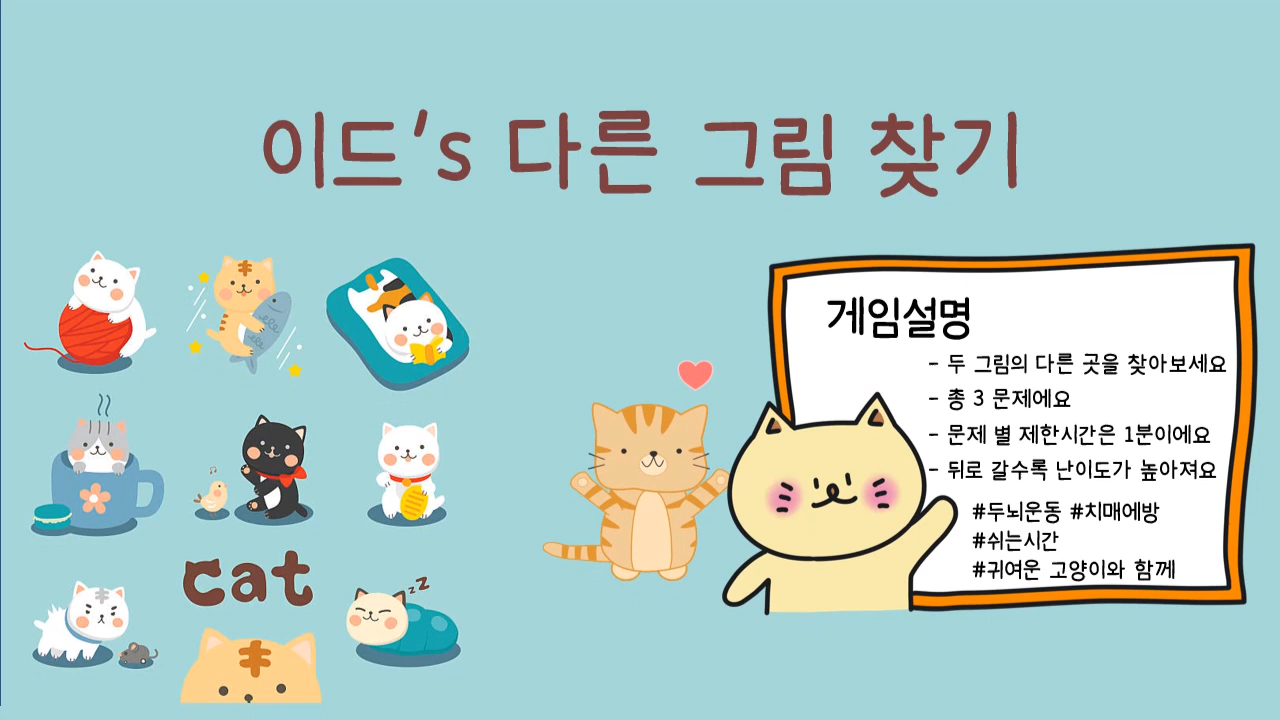 이드's 다른 그림 찾기
게임설명
- 두 그림의 다른 곳을 찾아보세요
- 총 3 문제에요
- 문제 별 제한시간은 1분이에요
- 뒤로 갈수록 난이도가 높아져요
#두뇌운동 #치매에방
#쉬는시간
#귀여운 고양이와 함께
cat
zzZ